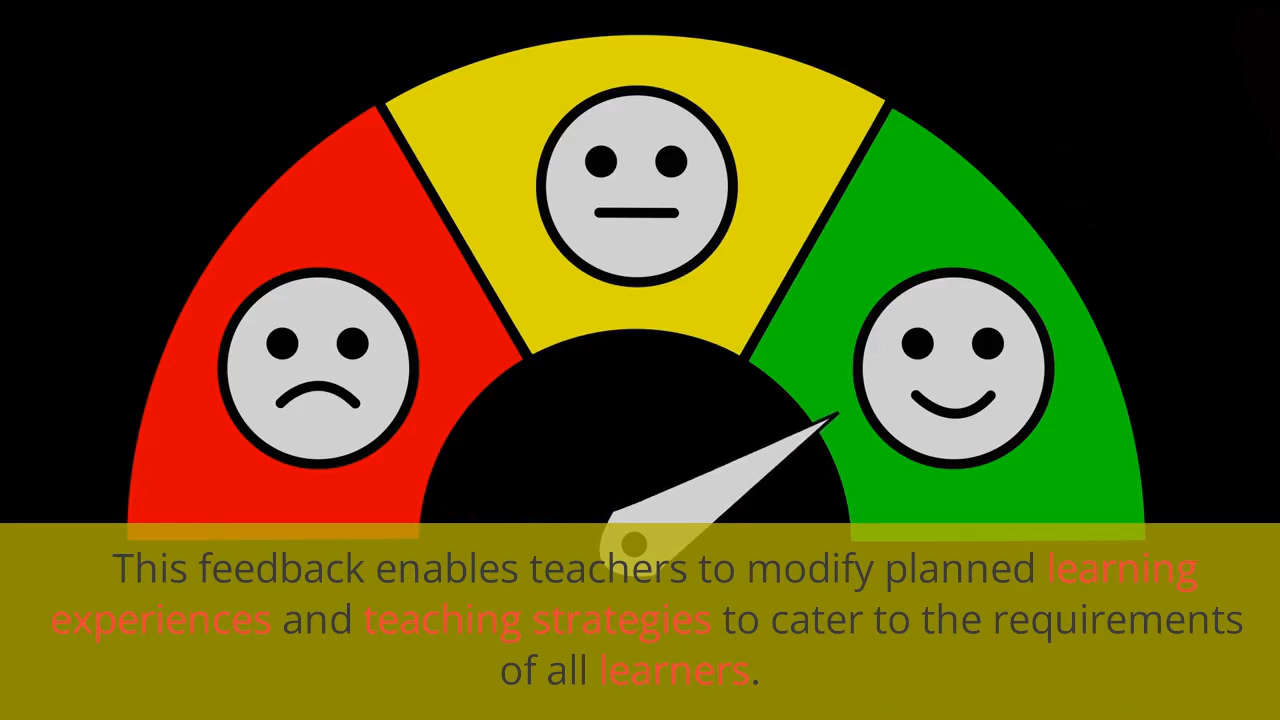 This feedback enables teachers to modify planned learning
experiences and teaching strategies to cater to the requirements
of all learners.